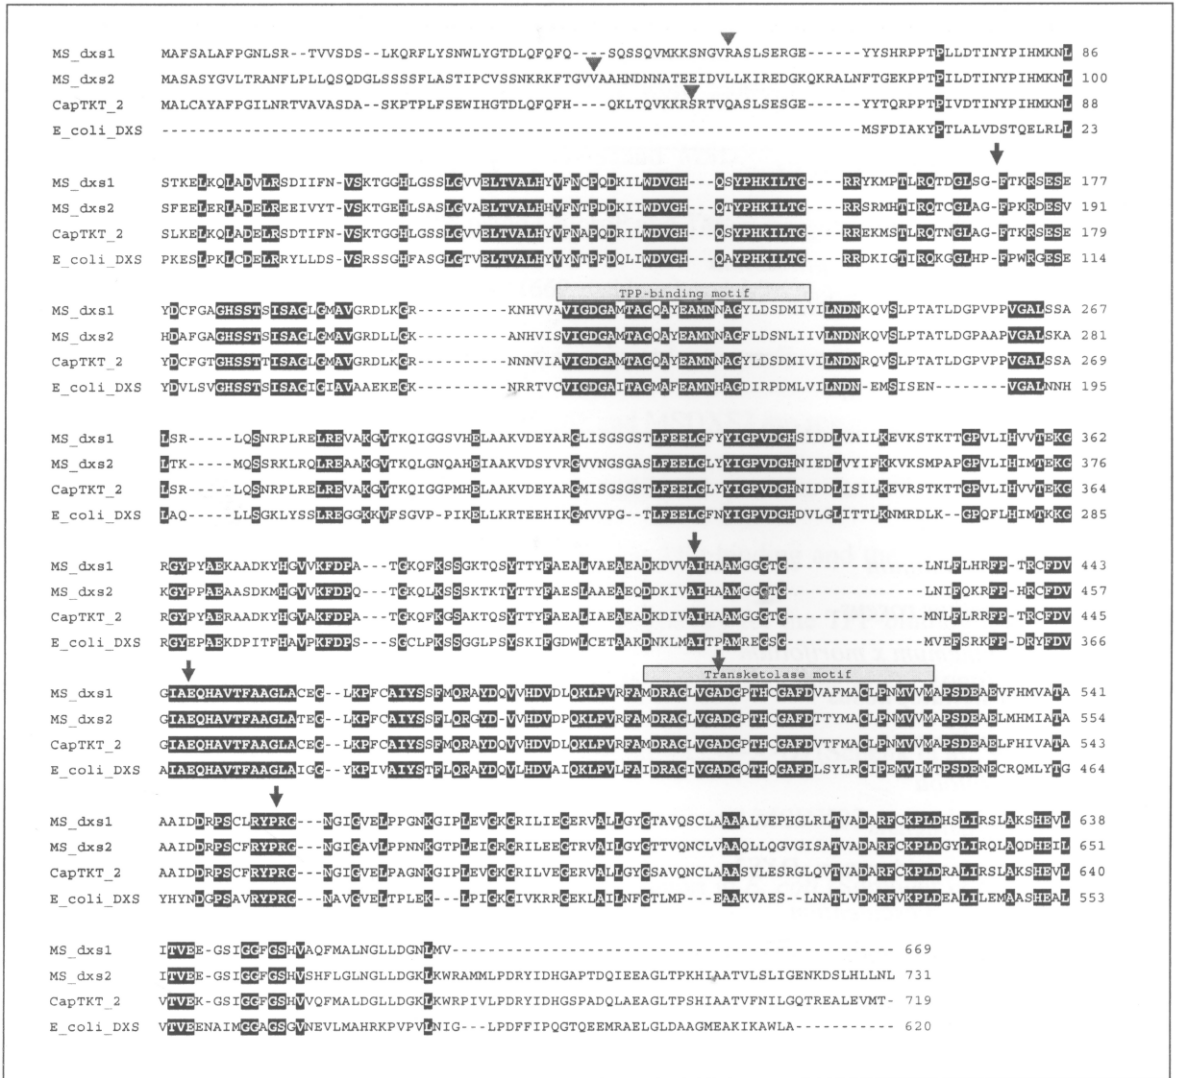 MS_dxs1 MAFSALAFPGNLSR--TVVSDS--LKQRFLYSNWLYGTDLQFQFQ----SQSSQVMKKSNGVRASLSERGE------YYSHRPPTPLLDTINYPIHMKNL 86
MS_dxs2 MASASYGVLTRANFLPLLQSQDGLSSSSFLASTIPCVSSNKRKFTGVVAAHNDNNATEEIDVLLKIREDGKQKRALNFTGEKPPTPILDTINYPIHMKNL 100
CapTKT_2 MALCAYAFPGILNRTVAVASDA--SKPTPLFSEWIHGTDLQFQFH----QKLTQVKKRSRTVQASLSESGE------YYTQRPPTPIVDTINYPIHMKNL 88
E_coli_DXS -----------------------------------------------------------------------------MSFDIAKYPTLALVDSTQELRLL 23
MS_dxs1 STKELKQLADVLRSDIIFN-VSKTGGHLGSSLGVVELTVALHYVFNCPQDKILWDVGH---QSYPHKILTG----RRYKMPTLRQTDGLSG-FTKRSESE 177
MS_dxs2 SFEELERLADELREEIVYT-VSKTGEHLSASLGVAELTVALHHVFNTPDDKIIWDVGH---QTYPHKILTG----RRSRMHTIRQTCGLAG-FPKRDESV 191
CapTKT_2 SLKELKQLADELRSDTIFN-VSKTGGHLGSSLGVVELTVALHYVFNAPQDRILWDVGH---QSYPHKILTG----RREKMSTLRQTNGLAG-FTKRSESE 179
E_coli_DXS PKESLPKLCDELRRYLLDS-VSRSSGHFASGLGTVELTVALHYVYNTPFDQLIWDVGH---QAYPHKILTG----RRDKIGTIRQKGGLHP-FPWRGESE 114
TPP-binding motif
MS_dxs1 YDCFGAGHSSTSISAGLGMAVGRDLKGR----------KNHVVAVIGDGAMTAGQAYEAMNNAGYLDSDMIVILNDNKQVSLPTATLDGPVPPVGALSSA 267
MS_dxs2 HDAFGAGHSSTSISAGLGMAVGRDLLGK----------ANHVISVIGDGAMTAGQAYEAMNNAGFLDSNLIIVLNDNKQVSLPTATLDGPAAPVGALSKA 281
CapTKT_2 YDCFGTGHSSTTISAGLGMAVGRDLKGR----------NNNVIAVIGDGAMTAGQAYEAMNNAGYLDSDMIVILNDNRQVSLPTATLDGPVPPVGALSSA 269
E_coli_DXS YDVLSVGHSSTSISAGIGIAVAAEKEGK----------NRRTVCVIGDGAITAGMAFEAMNHAGDIRPDMLVILNDN-EMSISEN--------VGALNNH 195
MS_dxs1 LSR-----LQSNRPLRELREVAKGVTKQIGGSVHELAAKVDEYARGLISGSGSTLFEELGFYYIGPVDGHSIDDLVAILKEVKSTKTTGPVLIHVVTEKG 362
MS_dxs2 LTK-----MQSSRKLRQLREAAKGVTKQLGNQAHEIAAKVDSYVRGVVNGSGASLFEELGLYYIGPVDGHNIEDLVYIFKKVKSMPAPGPVLIHIMTEKG 376
CapTKT_2 LSR-----LQSNRPLRELREVAKGVTKQIGGPMHELAAKVDEYARGMISGSGSTLFEELGLYYIGPVDGHNIDDLISILKEVRSTKTTGPVLIHVVTEKG 364
E_coli_DXS LAQ-----LLSGKLYSSLREGGKKVFSGVP-PIKELLKRTEEHIKGMVVPG--TLFEELGFNYIGPVDGHDVLGLITTLKNMRDLK--GPQFLHIMTKKG 285
MS_dxs1 RGYPYAEKAADKYHGVVKFDPA---TGKQFKSSGKTQSYTTYFAEALVAEAEADKDVVAIHAAMGGGTG---------------LNLFLHRFP-TRCFDV 443
MS_dxs2 KGYPPAEAASDKMHGVVKFDPQ---TGKQLKSSSKTKTYTTYFAESLAAEAEQDDKIVAIHAAMGGGTG---------------LNIFQKRFP-HRCFDV 457
CapTKT_2 RGYPYAERAADKYHGVAKFDPA---TGKQFKGSAKTQSYTTYFAEALIAEAEADKDIVAIHAAMGGGTG---------------MNLFLRRFP-TRCFDV 445
E_coli_DXS RGYEPAEKDPITFHAVPKFDPS---SGCLPKSSGGLPSYSKIFGDWLCETAAKDNKLMAITPAMREGSG---------------MVEFSRKFP-DRYFDV 366
Transketolase motif
MS_dxs1 GIAEQHAVTFAAGLACEG--LKPFCAIYSSFMQRAYDQVVHDVDLQKLPVRFAMDRAGLVGADGPTHCGAFDVAFMACLPNMVVMAPSDEAEVFHMVATA 541
MS_dxs2 GIAEQHAVTFAAGLATEG--LKPFCAIYSSFLQRGYD-VVHDVDPQKLPVRFAMDRAGLVGADGPTHCGAFDTTYMACLPNMVVMAPSDEAELMHMIATA 554
CapTKT_2 GIAEQHAVTFAAGLACEG--LKPFCAIYSSFMQRAYDQVVHDVDLQKLPVRFAMDRAGLVGADGPTHCGAFDVTFMACLPNMVVMAPSDEAELFHIVATA 543
E_coli_DXS AIAEQHAVTFAAGLAIGG--YKPIVAIYSTFLQRAYDQVLHDVAIQKLPVLFAIDRAGIVGADGQTHQGAFDLSYLRCIPEMVIMTPSDENECRQMLYTG 464
MS_dxs1 AAIDDRPSCLRYPRG---NGIGVELPPGNKGIPLEVGKGRILIEGERVALLGYGTAVQSCLAAAALVEPHGLRLTVADARFCKPLDHSLIRSLAKSHEVL 638
MS_dxs2 AAIDDRPSCFRYPRG---NGIGAVLPPNNKGTPLEIGRGRILEEGTRVAILGYGTTVQNCLVAAQLLQGVGISATVADARFCKPLDGYLIRQLAQDHEIL 651
CapTKT_2 AAIDDRPSCFRYPRG---NGIGVELPAGNKGIPLEVGKGRILVEGERVALLGYGSAVQNCLAAASVLESRGLQVTVADARFCKPLDRALIRSLAKSHEVL 640
E_coli_DXS YHYNDGPSAVRYPRG---NAVGVELTPLEK---LPIGKGIVKRRGEKLAILNFGTLMP---EAAKVAES--LNATLVDMRFVKPLDEALILEMAASHEAL 553
MS_dxs1 ITVEE-GSIGGFGSHVAQFMALNGLLDGNLMV------------------------------------------------- 669
MS_dxs2 ITVEE-GSIGGFGSHVSHFLGLNGLLDGKLKWRAMMLPDRYIDHGAPTDQIEEAGLTPKHIAATVLSLIGENKDSLHLLNL 731
CapTKT_2 VTVEK-GSIGGFGSHVVQFMALDGLLDGKLKWRPIVLPDRYIDHGSPADQLAEAGLTPSHIAATVFNILGQTREALEVMT- 719
E_coli_DXS VTVEENAIMGGAGSGVNEVLMAHRKPVPVLNIG---LPDFFIPQGTQEEMRAELGLDAAGMEAKIKAWLA----------- 620